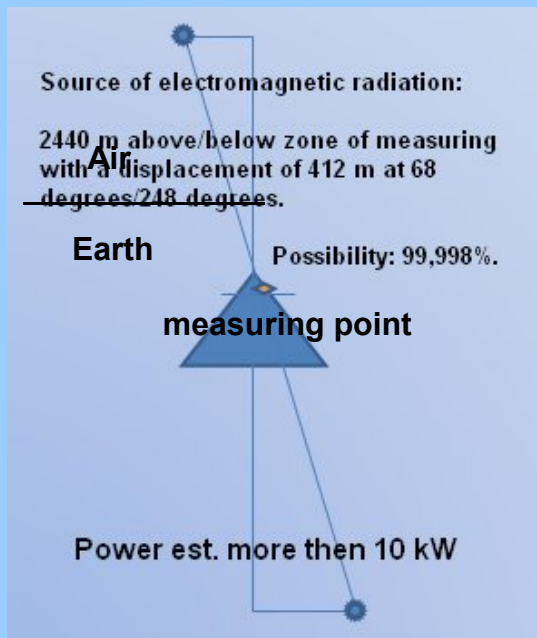 Source of electromagnetic radiation:
2440 m above/below zone of measuring
Air
with a displacement of 412 m at 68
degrees/248 degrees.
Earth
Possibility: 99,998%.
measuring point
Power est. more then 10 kW